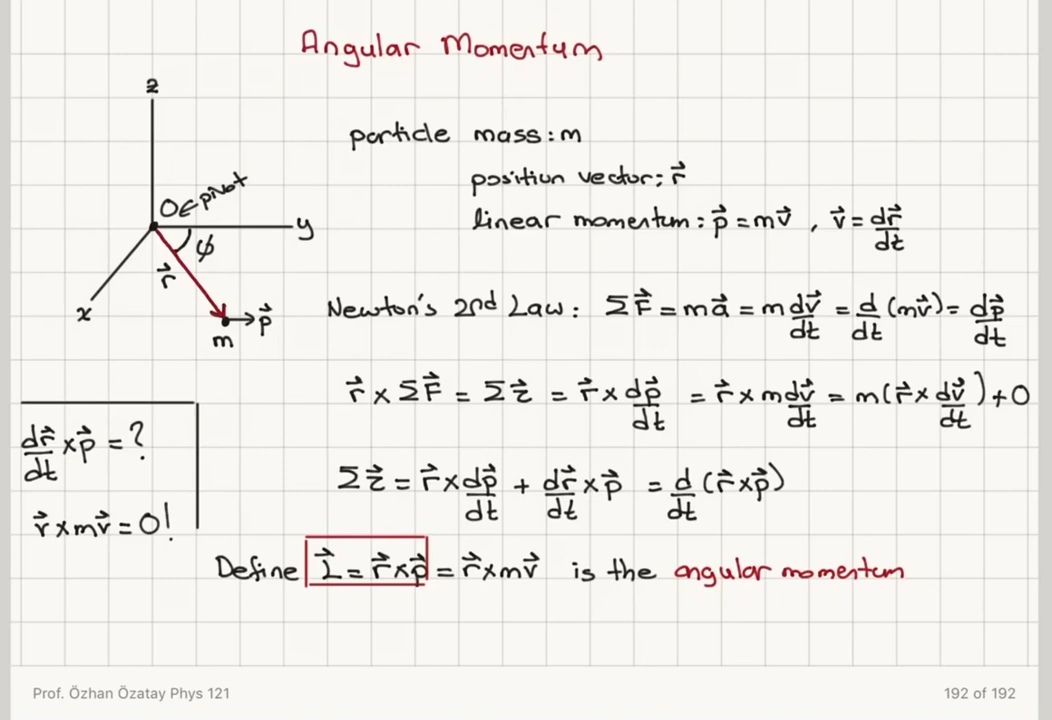 Angular Momentum
z
particle mass: m
position vector: r⃗
O ← pivot
linear momentum: p⃗ = mv⃗ , v⃗ = dr⃗/dt
y
φ
r⃗
x
p⃗
m
Newton's 2nd Law: ΣF⃗ = ma⃗ = m dv⃗/dt = d/dt (mv⃗) = dp⃗/dt
r⃗ × ΣF⃗ = Στ⃗ = r⃗ × dp⃗/dt = r⃗ × m dv⃗/dt = m(r⃗ × dv⃗/dt) + 0
dr⃗/dt × p⃗ = ?
Στ⃗ = r⃗ × dp⃗/dt + dr⃗/dt × p⃗ = d/dt (r⃗ × p⃗)
v⃗ × mv⃗ = 0!
Define L⃗ = r⃗ × p⃗ = r⃗ × mv⃗ is the angular momentum
Prof. Özhan Özatay Phys 121
192 of 192